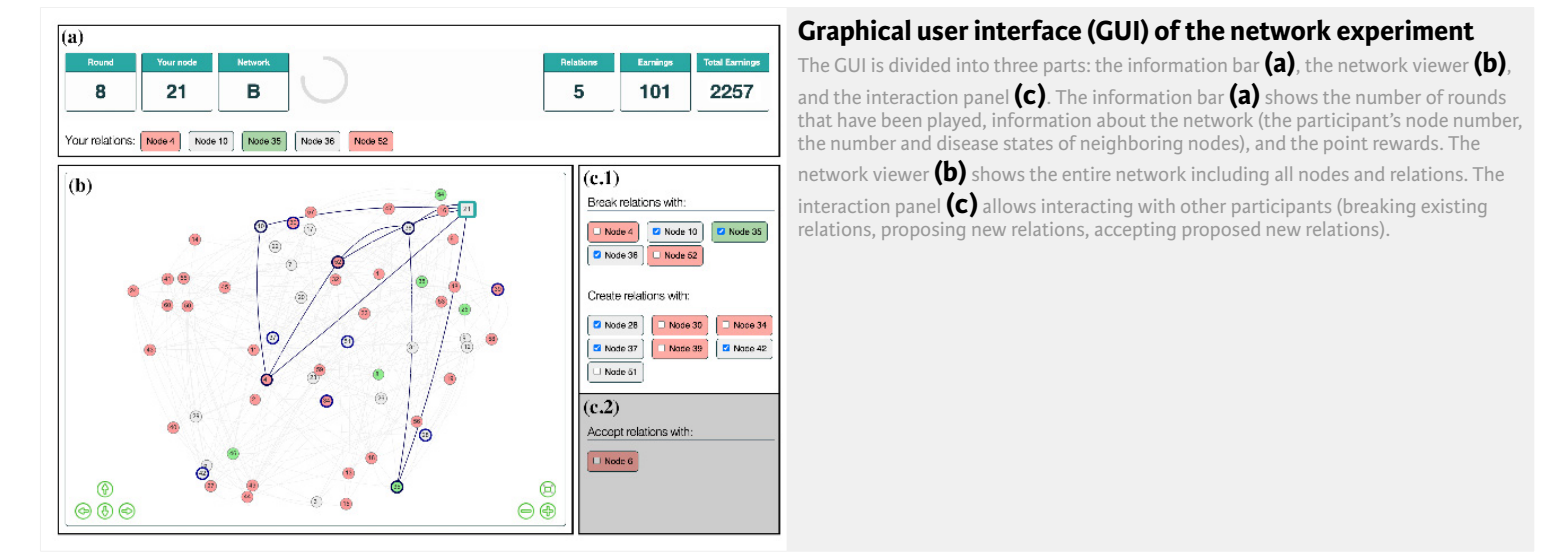 (a)
Round Your node Network Relations Earnings Total Earnings
8 21 B 5 101 2257
Your relations: Node 4 Node 10 Node 35 Node 36 Node 52
(b)
(c.1)
Break relations with:
Node 4 Node 10 Node 35
Node 36 Node 52
Create relations with:
Node 28 Node 30 Node 34
Node 37 Node 39 Node 42
Node 51
(c.2)
Accept relations with:
Node 6
Graphical user interface (GUI) of the network experiment
The GUI is divided into three parts: the information bar (a), the network viewer (b),
and the interaction panel (c). The information bar (a) shows the number of rounds
that have been played, information about the network (the participant's node number,
the number and disease states of neighboring nodes), and the point rewards. The
network viewer (b) shows the entire network including all nodes and relations. The
interaction panel (c) allows interacting with other participants (breaking existing
relations, proposing new relations, accepting proposed new relations).